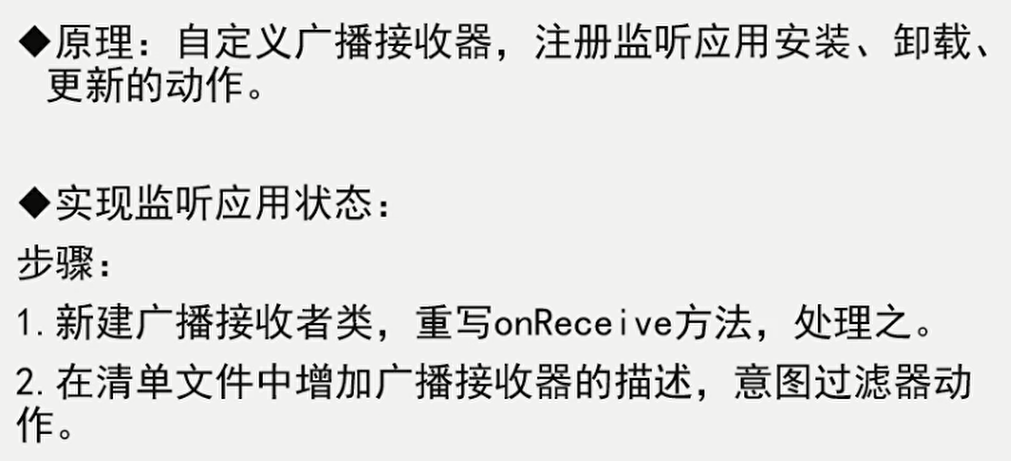 ◆原理：自定义广播接收器，注册监听应用安装、卸载、
更新的动作。
◆实现监听应用状态：
步骤：
1.新建广播接收者类，重写onReceive方法，处理之。
2.在清单文件中增加广播接收器的描述，意图过滤器动
作。